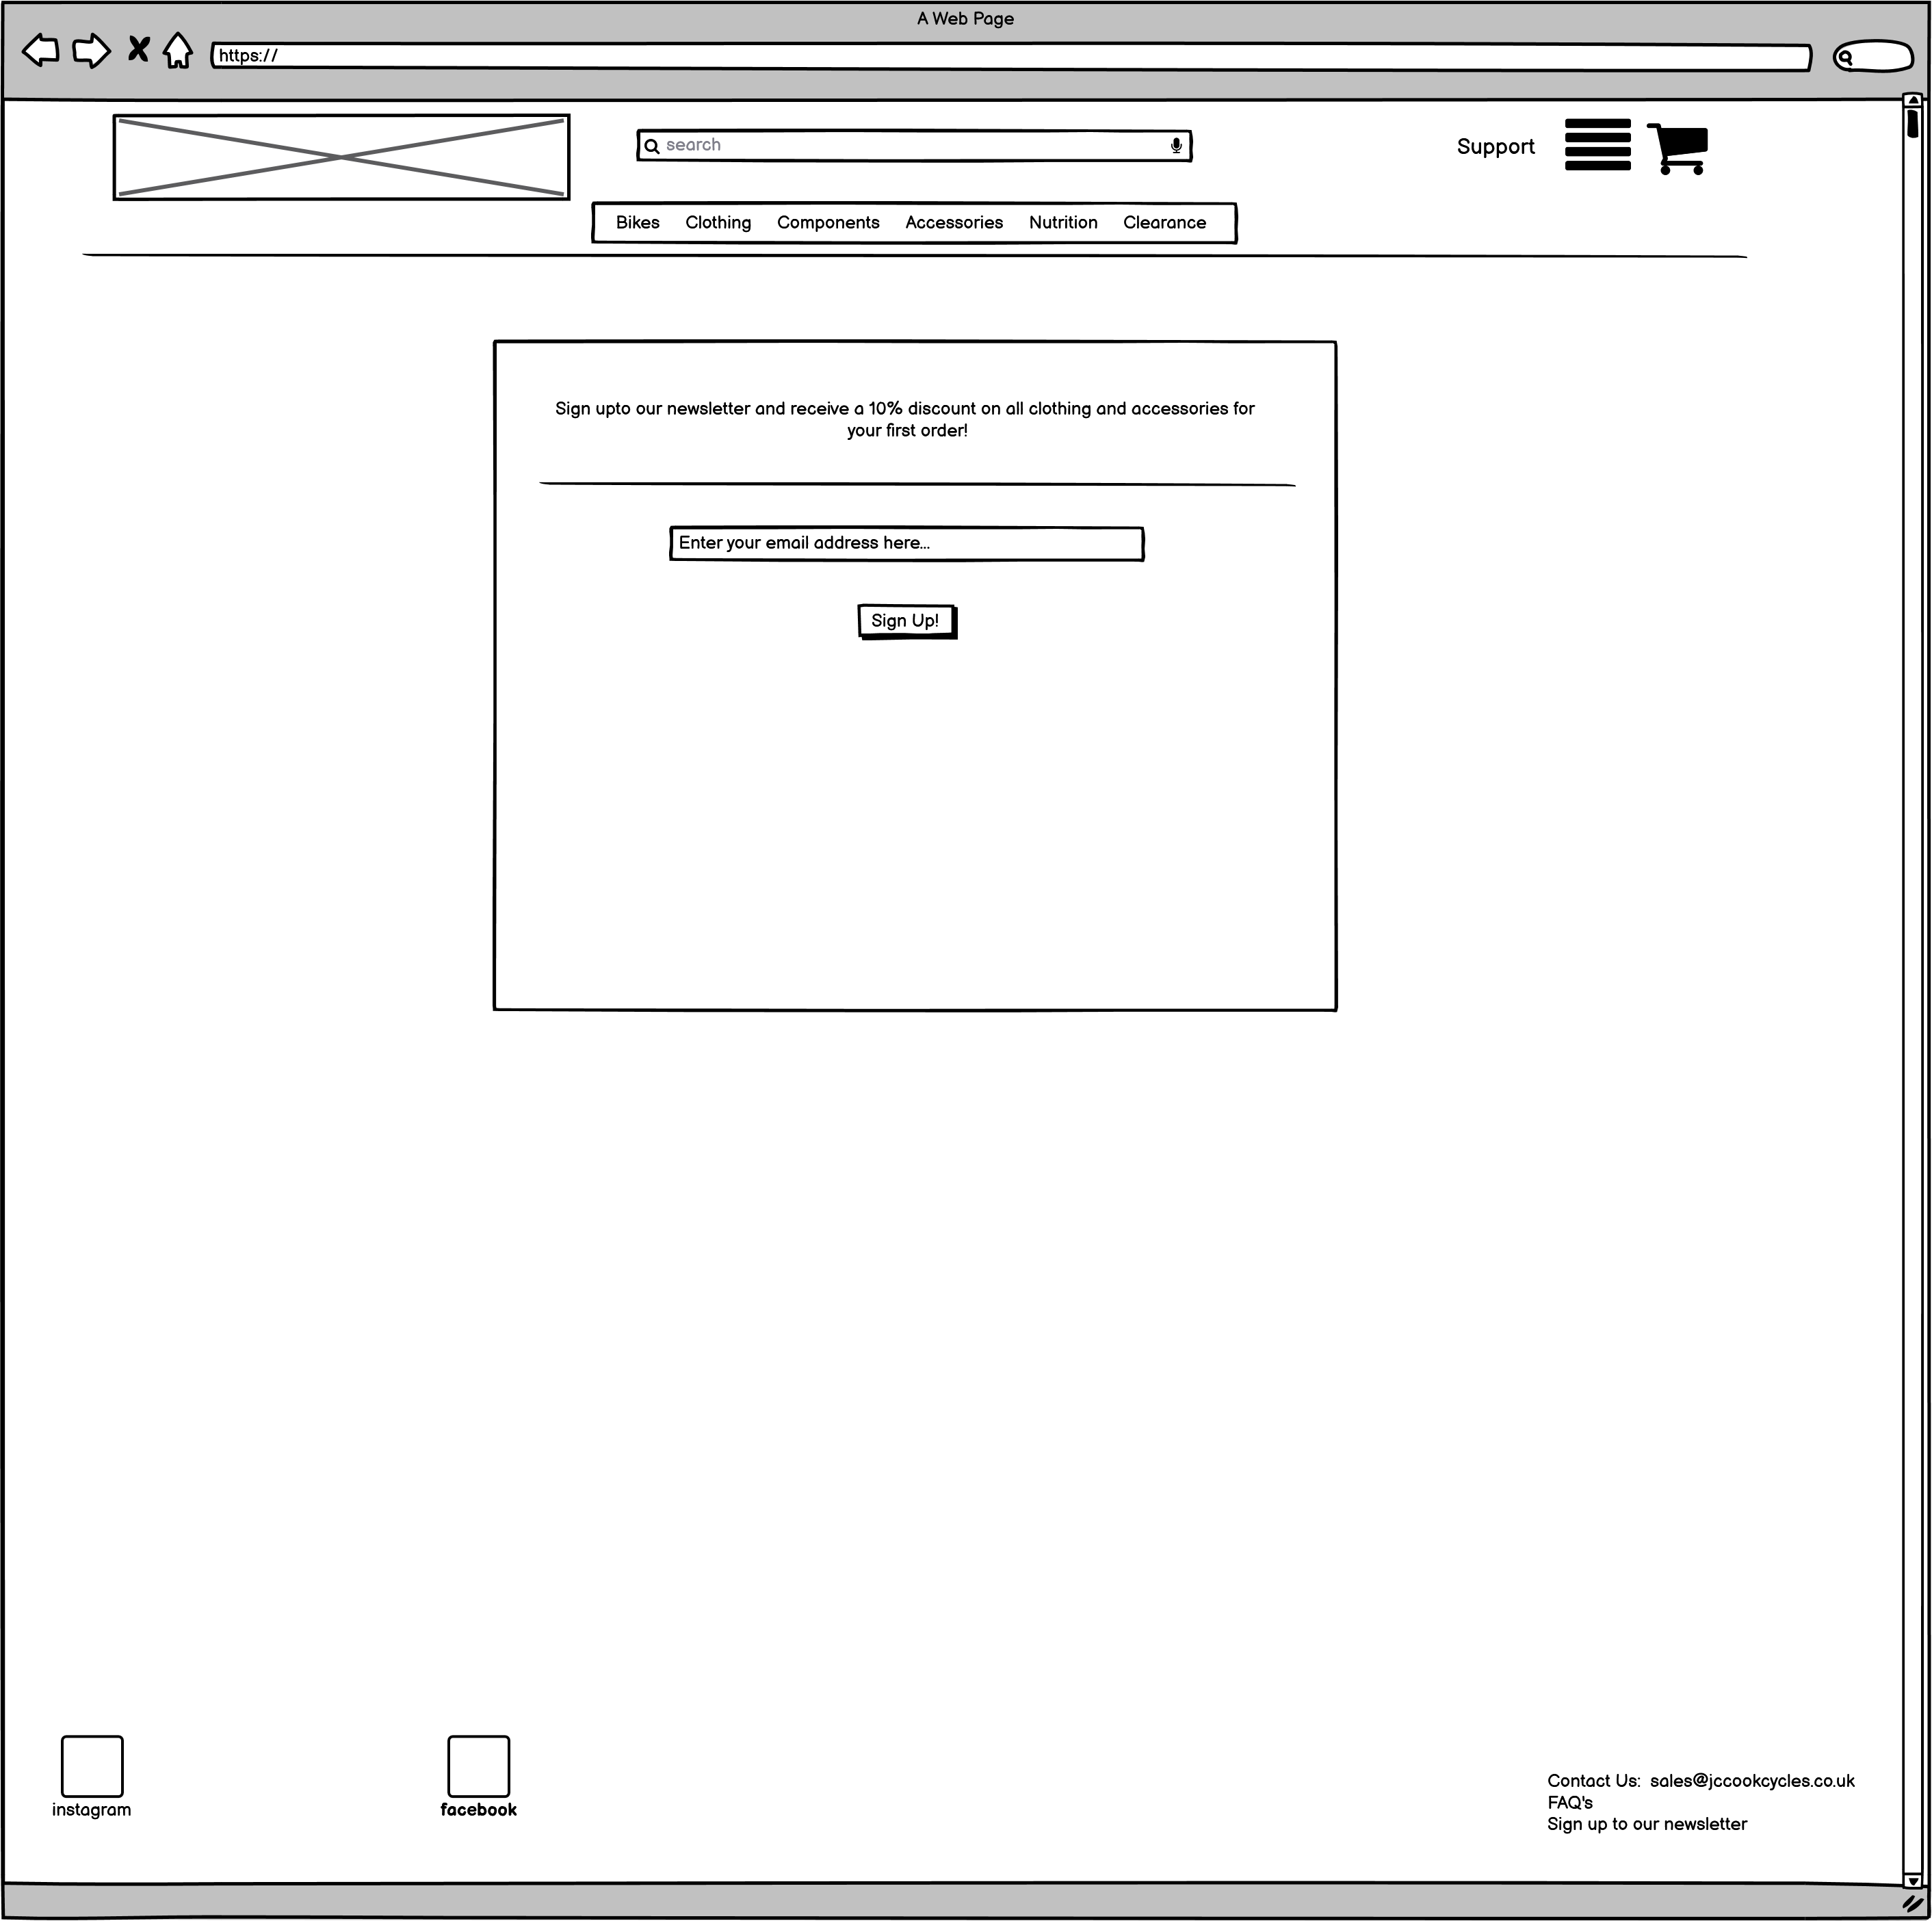 A Web Page
https://
search
Support
Bikes Clothing Components Accessories Nutrition Clearance
Sign upto our newsletter and receive a 10% discount on all clothing and accessories for
your first order!
Enter your email address here...
Sign Up!
instagram
facebook
Contact Us: sales@jccookcycles.co.uk
FAQ's
Sign up to our newsletter